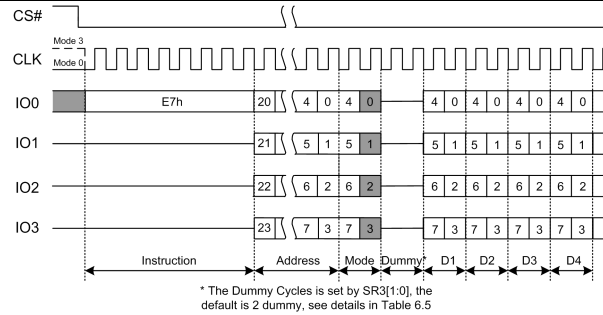 CS#
Mode 3
CLK
Mode 0
IO0 E7h 20 4 0 4 0 4 0 4 0 4 0 4 0
IO1 21 5 1 5 1 5 1 5 1 5 1 5 1
IO2 22 6 2 6 2 6 2 6 2 6 2 6 2
IO3 23 7 3 7 3 7 3 7 3 7 3 7 3
Instruction Address Mode Dummy* D1 D2 D3 D4
* The Dummy Cycles is set by SR3[1:0], the
default is 2 dummy, see details in Table 6.5